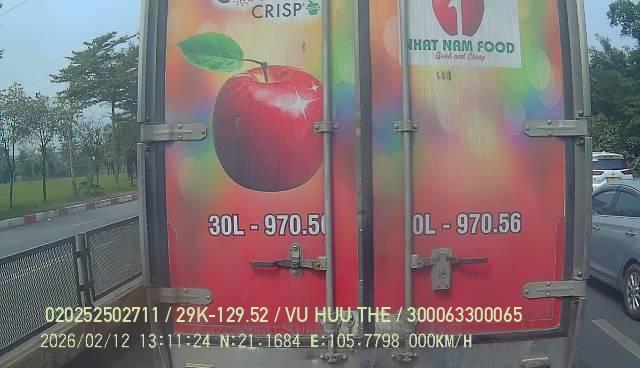 CRISP
NHAT NAM FOOD
Good and Cheap
30L - 970.56
0L - 970.56
020252502711 / 29K-129.52 / VU HUU THE / 300063300065
2026/02/12 13:11:24 N:21.1684 E:105.7798 000KM/H